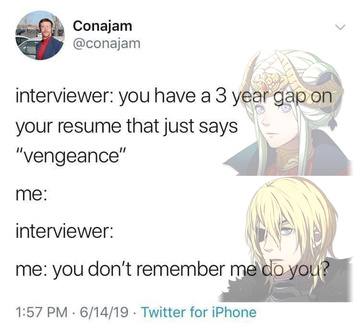 Conajam
@conajam
interviewer: you have a 3 year gap on
your resume that just says
“vengeance”
me:
interviewer:
me: you don’t remember me do you?
1:57 PM · 6/14/19 · Twitter for iPhone